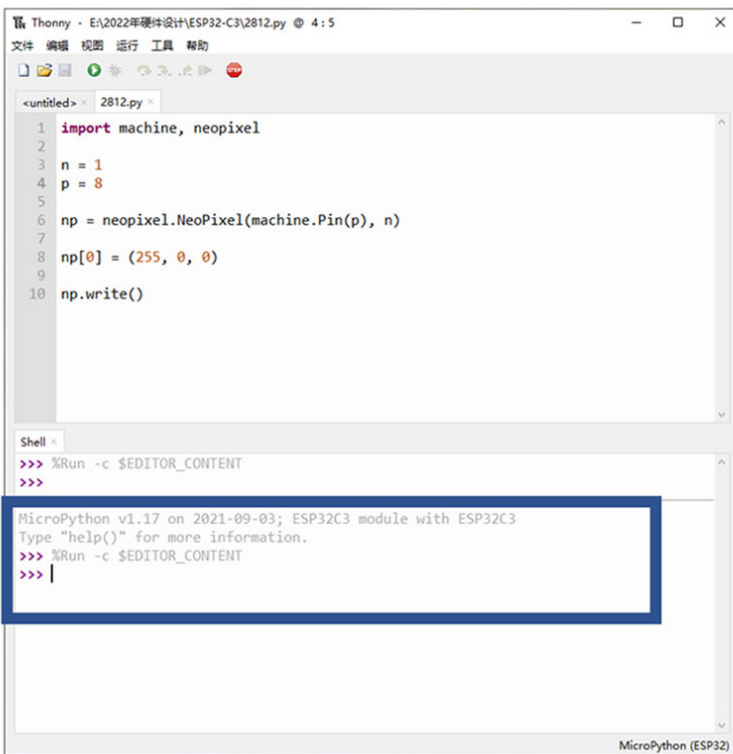 Thonny - E:\2022年硬件设计\ESP32-C3\2812.py @ 4:5
文件 编辑 视图 运行 工具 帮助
STOP
<untitled> × 2812.py ×
1 import machine, neopixel
2
3 n = 1
4 p = 8
5
6 np = neopixel.NeoPixel(machine.Pin(p), n)
7
8 np[0] = (255, 0, 0)
9
10 np.write()
Shell ×
>>> %Run -c $EDITOR_CONTENT
>>>
MicroPython v1.17 on 2021-09-03; ESP32C3 module with ESP32C3
Type "help()" for more information.
>>> %Run -c $EDITOR_CONTENT
>>>
MicroPython (ESP32)